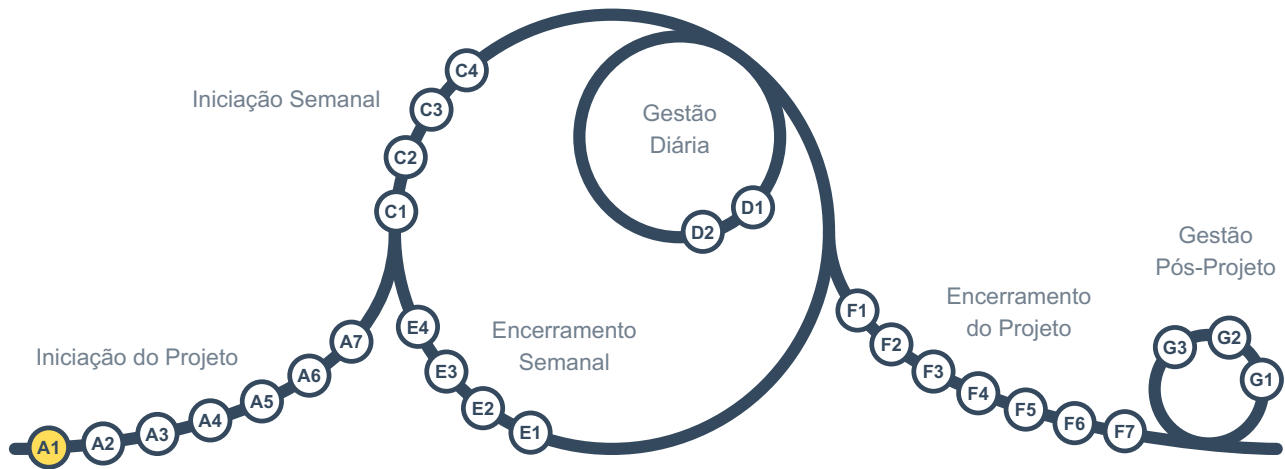 Iniciação do Projeto
A1
A2
A3
A4
A5
A6
A7
Iniciação Semanal
C1
C2
C3
C4
Gestão
Diária
D1
D2
Encerramento
Semanal
E1
E2
E3
E4
Encerramento
do Projeto
F1
F2
F3
F4
F5
F6
F7
Gestão
Pós-Projeto
G1
G2
G3